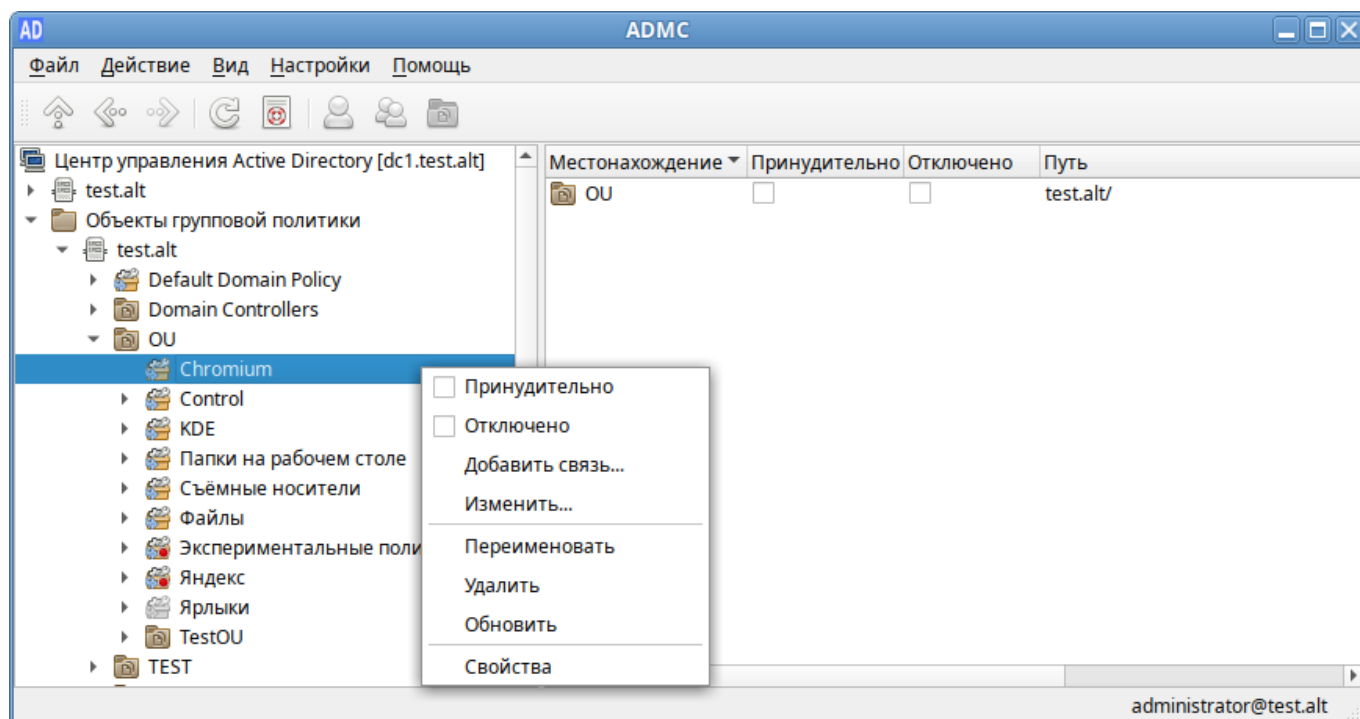 AD ADMC
Файл Действие Вид Настройки Помощь
Центр управления Active Directory [dc1.test.alt]
Местонахождение Принудительно Отключено Путь
test.alt
OU test.alt/
Объекты групповой политики
test.alt
Default Domain Policy
Domain Controllers
OU
Chromium
Control
KDE
Папки на рабочем столе
Съёмные носители
Файлы
Экспериментальные поли
Яндекс
Ярлыки
TestOU
TEST
Принудительно
Отключено
Добавить связь...
Изменить...
Переименовать
Удалить
Обновить
Свойства
administrator@test.alt